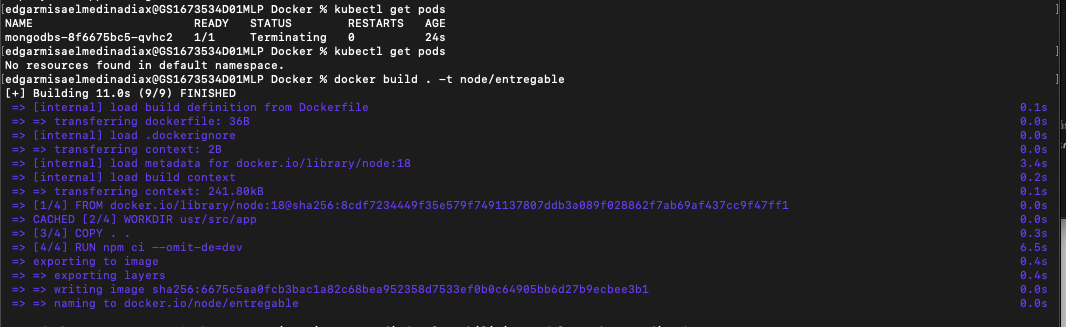 [edgarmisaelmedinadiax@GS1673534D01MLP Docker % kubectl get pods ]
NAME READY STATUS RESTARTS AGE
mongodbs-8f6675bc5-qvhc2 1/1 Terminating 0 24s
[edgarmisaelmedinadiax@GS1673534D01MLP Docker % kubectl get pods ]
No resources found in default namespace.
[edgarmisaelmedinadiax@GS1673534D01MLP Docker % docker build . -t node/entregable ]
[+] Building 11.0s (9/9) FINISHED
=> [internal] load build definition from Dockerfile 0.1s
=> => transferring dockerfile: 36B 0.0s
=> [internal] load .dockerignore 0.0s
=> => transferring context: 2B 0.0s
=> [internal] load metadata for docker.io/library/node:18 3.4s
=> [internal] load build context 0.2s
=> => transferring context: 241.80kB 0.1s
=> [1/4] FROM docker.io/library/node:18@sha256:8cdf7234449f35e579f7491137807ddb3a089f028862f7ab69af437cc9f47ff1 0.0s
=> CACHED [2/4] WORKDIR usr/src/app 0.0s
=> [3/4] COPY . . 0.3s
=> [4/4] RUN npm ci --omit-de=dev 6.5s
=> exporting to image 0.4s
=> => exporting layers 0.4s
=> => writing image sha256:6675c5aa0fcb3bac1a82c68bea952358d7533ef0b0c64905bb6d27b9ecbee3b1 0.0s
=> => naming to docker.io/node/entregable 0.0s